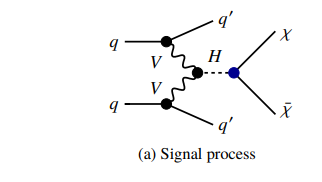 q q′
V H χ
V
q q′ χ̄
(a) Signal process